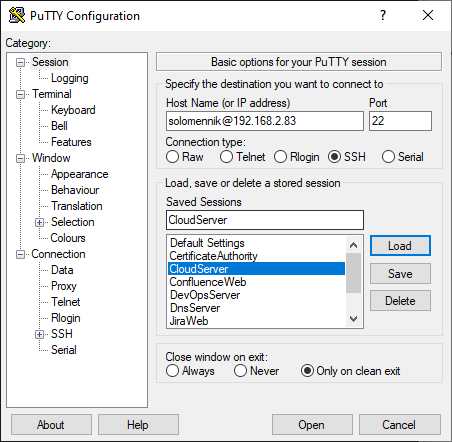 PuTTY Configuration
?
Category:
Session
Logging
Terminal
Keyboard
Bell
Features
Window
Appearance
Behaviour
Translation
Selection
Colours
Connection
Data
Proxy
Telnet
Rlogin
SSH
Serial
Basic options for your PuTTY session
Specify the destination you want to connect to
Host Name (or IP address) Port
solomennik@192.168.2.83 22
Connection type:
Raw Telnet Rlogin SSH Serial
Load, save or delete a stored session
Saved Sessions
CloudServer
Default Settings
CertificateAuthority
CloudServer
ConfluenceWeb
DevOpsServer
DnsServer
JiraWeb
Load
Save
Delete
Close window on exit:
Always Never Only on clean exit
About Help Open Cancel